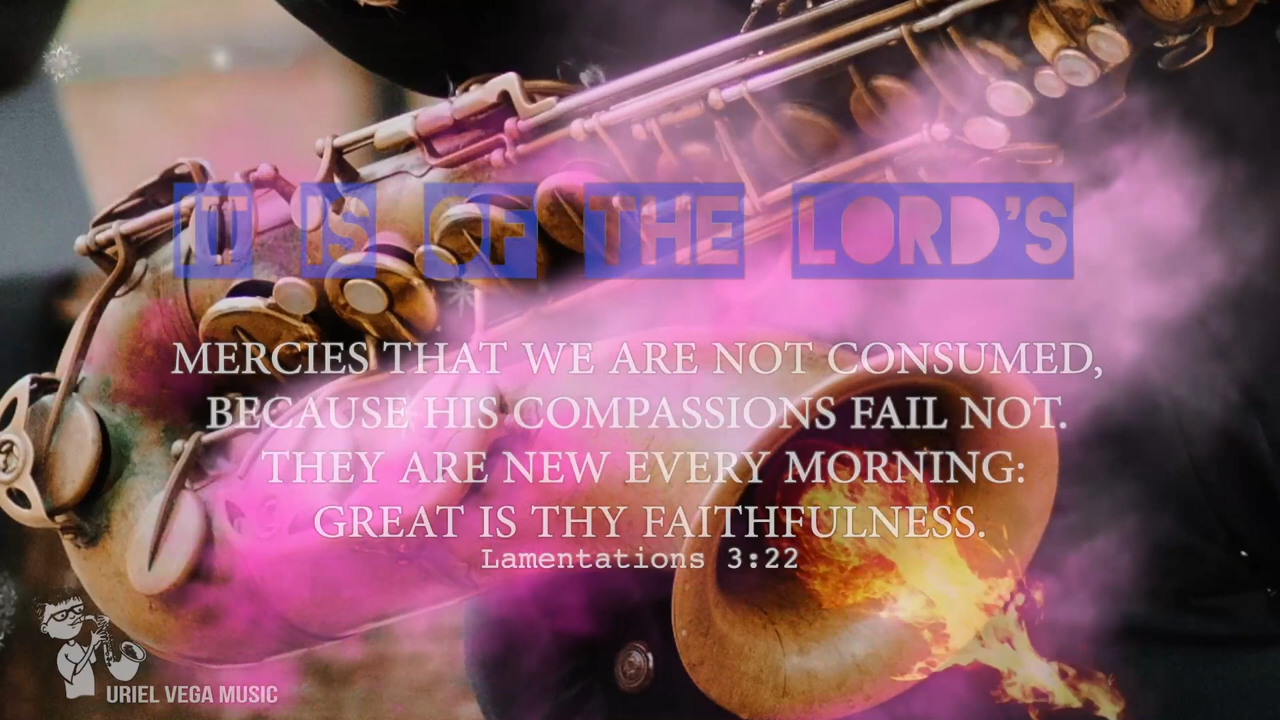 IT IS OF THE LORD'S
MERCIES THAT WE ARE NOT CONSUMED,
BECAUSE HIS COMPASSIONS FAIL NOT.
THEY ARE NEW EVERY MORNING:
GREAT IS THY FAITHFULNESS.
Lamentations 3:22
URIEL VEGA MUSIC